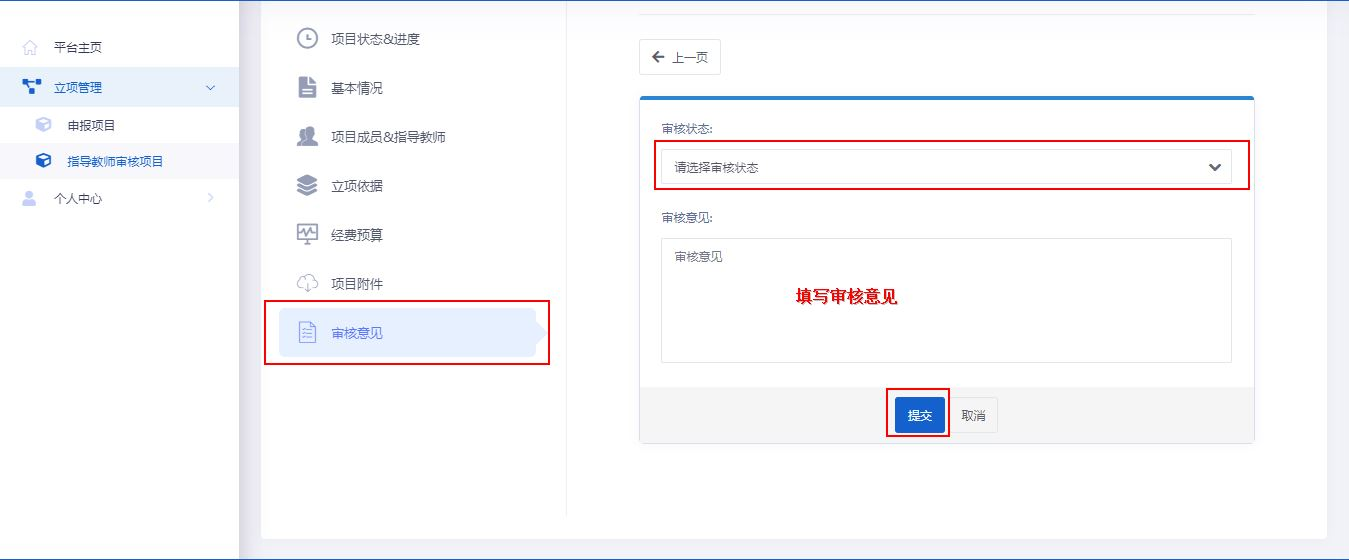 平台主页
立项管理
申报项目
指导教师审核项目
个人中心
项目状态&进度
基本情况
项目成员&指导教师
立项依据
经费预算
项目附件
审核意见
上一页
审核状态:
请选择审核状态
审核意见:
审核意见
填写审核意见
提交
取消